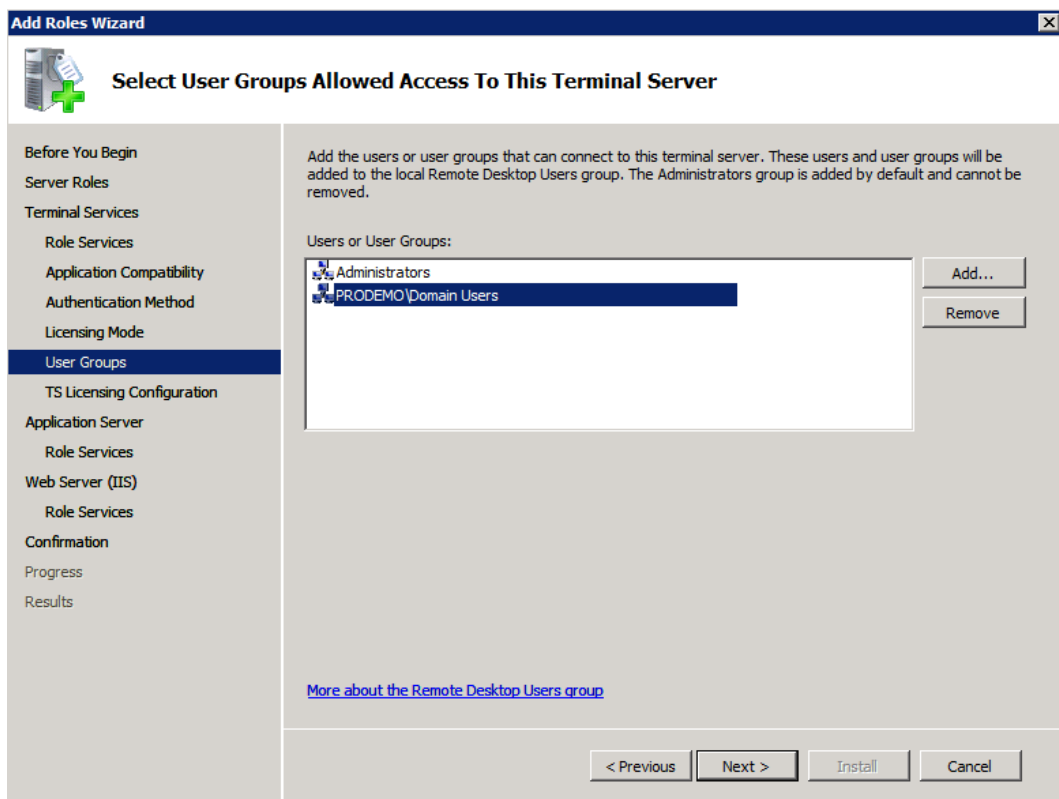 Add Roles Wizard
Select User Groups Allowed Access To This Terminal Server
Before You Begin
Server Roles
Terminal Services
Role Services
Application Compatibility
Authentication Method
Licensing Mode
User Groups
TS Licensing Configuration
Application Server
Role Services
Web Server (IIS)
Role Services
Confirmation
Progress
Results
Add the users or user groups that can connect to this terminal server. These users and user groups will be
added to the local Remote Desktop Users group. The Administrators group is added by default and cannot be
removed.
Users or User Groups:
Administrators
PRODEMO\Domain Users
Add...
Remove
More about the Remote Desktop Users group
< Previous
Next >
Install
Cancel